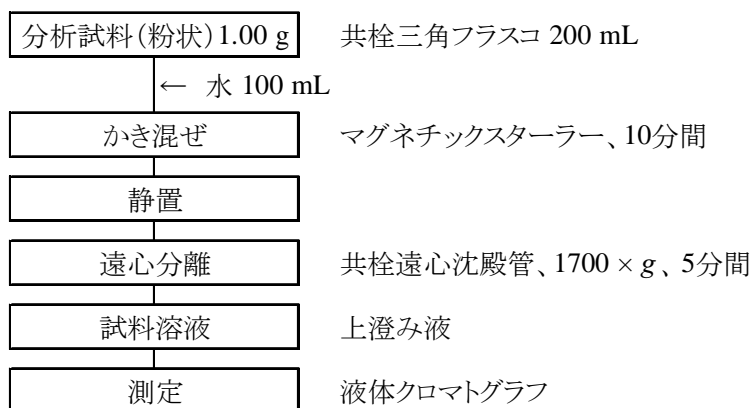 分析試料(粉状)1.00 g 共栓三角フラスコ 200 mL
← 水 100 mL
かき混ぜ マグネチックスターラー、10分間
静置
遠心分離 共栓遠心沈殿管、1700 × g 、5分間
試料溶液 上澄み液
測定 液体クロマトグラフ